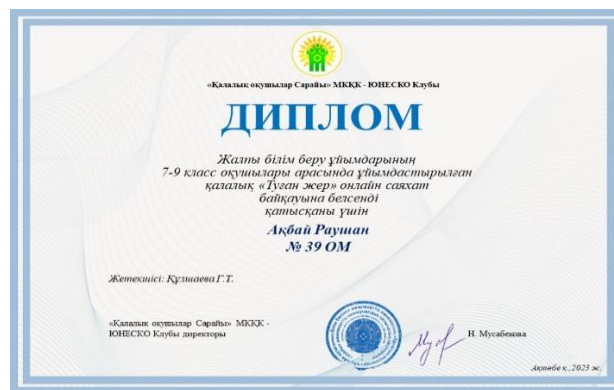 «Қалалық оқушылар Сарайы» МКҚК - ЮНЕСКО Клубы
ДИПЛОМ
Жалпы білім беру ұйымдарының
7-9 класс оқушылары арасында ұйымдастырылған
қалалық «Туған жер» онлайн саяхат
байқауына белсенді
қатысқаны үшін
Ақбай Раушан
№ 39 ОМ
Жетекшісі: Құлшаева Г.Т.
«Қалалық оқушылар Сарайы» МКҚК -
ЮНЕСКО Клубы директоры
Н. Мусабекова
Ақтөбе қ., 2023 ж.